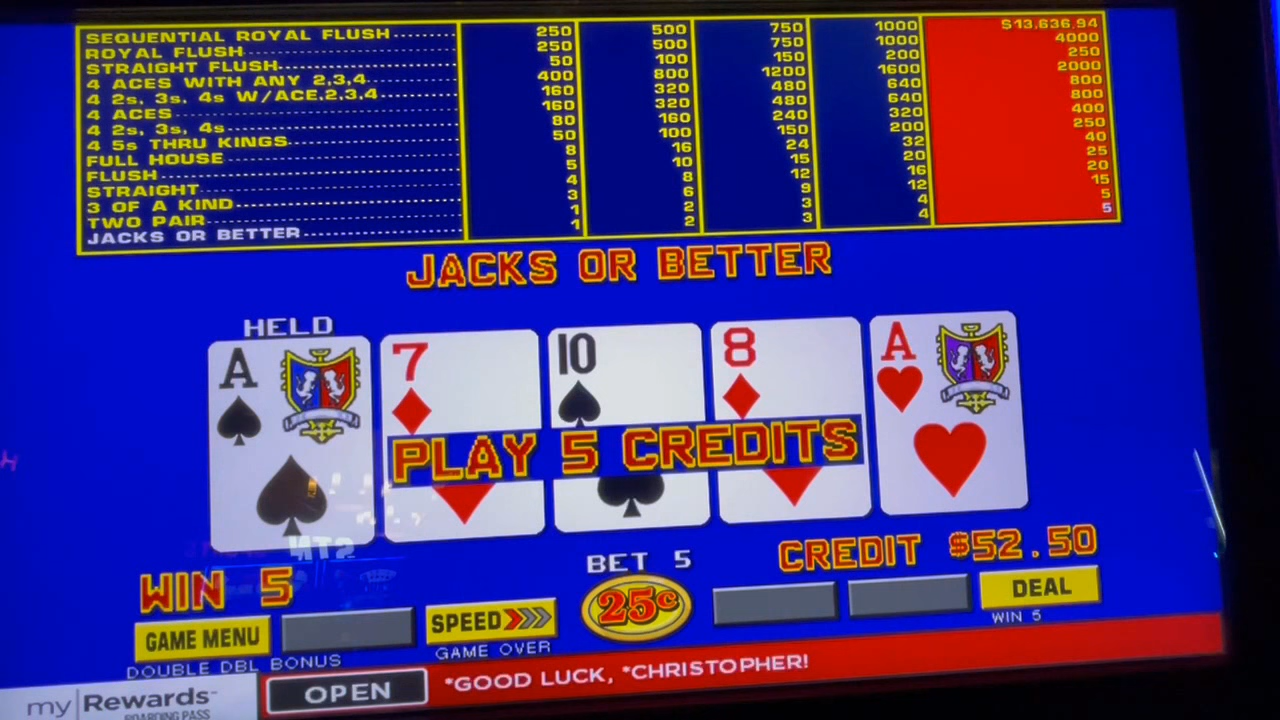 SEQUENTIAL ROYAL FLUSH 250 500 750 1000 $13,636.94
ROYAL FLUSH 250 500 750 1000 4000
STRAIGHT FLUSH 50 100 150 200 250
4 ACES WITH ANY 2,3,4 400 800 1200 1600 2000
4 2s, 3s, 4s W/ACE,2,3,4 160 320 480 640 800
4 ACES 160 320 480 640 800
4 2s, 3s, 4s 80 160 240 320 400
4 5s THRU KINGS 50 100 150 200 250
FULL HOUSE 8 16 24 32 40
FLUSH 5 10 15 20 25
STRAIGHT 4 8 12 16 20
3 OF A KIND 3 6 9 12 15
TWO PAIR 1 2 3 4 5
JACKS OR BETTER 1 2 3 4 5
JACKS OR BETTER
HELD
A 7 10 8 A
PLAY 5 CREDITS
WIN 5
BET 5
CREDIT $52.50
GAME MENU
SPEED
25¢
DEAL
DOUBLE DBL BONUS
GAME OVER
WIN 5
my|Rewards
BOARDING PASS
OPEN
*GOOD LUCK, *CHRISTOPHER!